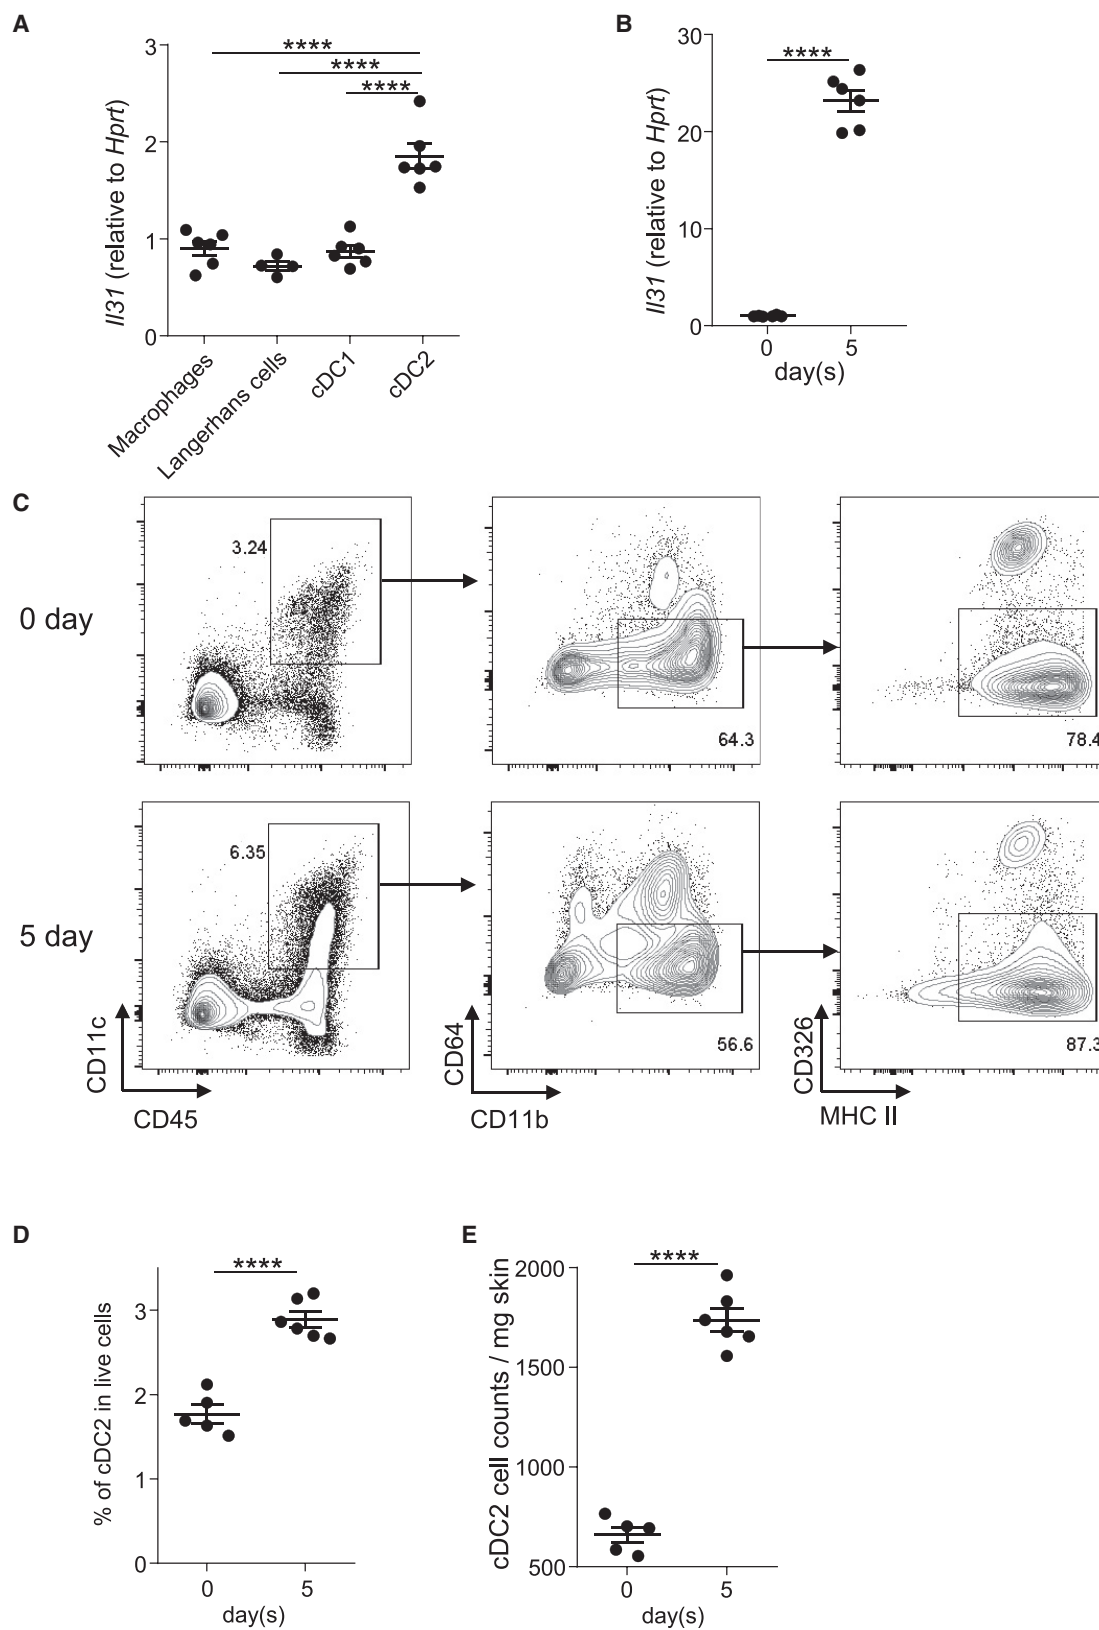 A
Il31 (relative to Hprt)
3
2
1
0
****
****
****
Macrophages
Langerhans cells
cDC1
cDC2
B
Il31 (relative to Hprt)
30
20
10
0
****
0
5
day(s)
C
0 day
3.24
64.3
78.4
5 day
6.35
56.6
87.3
CD11c
CD45
CD64
CD11b
CD326
MHC II
D
% of cDC2 in live cells
3
2
1
0
****
0
5
day(s)
E
cDC2 cell counts / mg skin
2000
1500
1000
500
****
0
5
day(s)